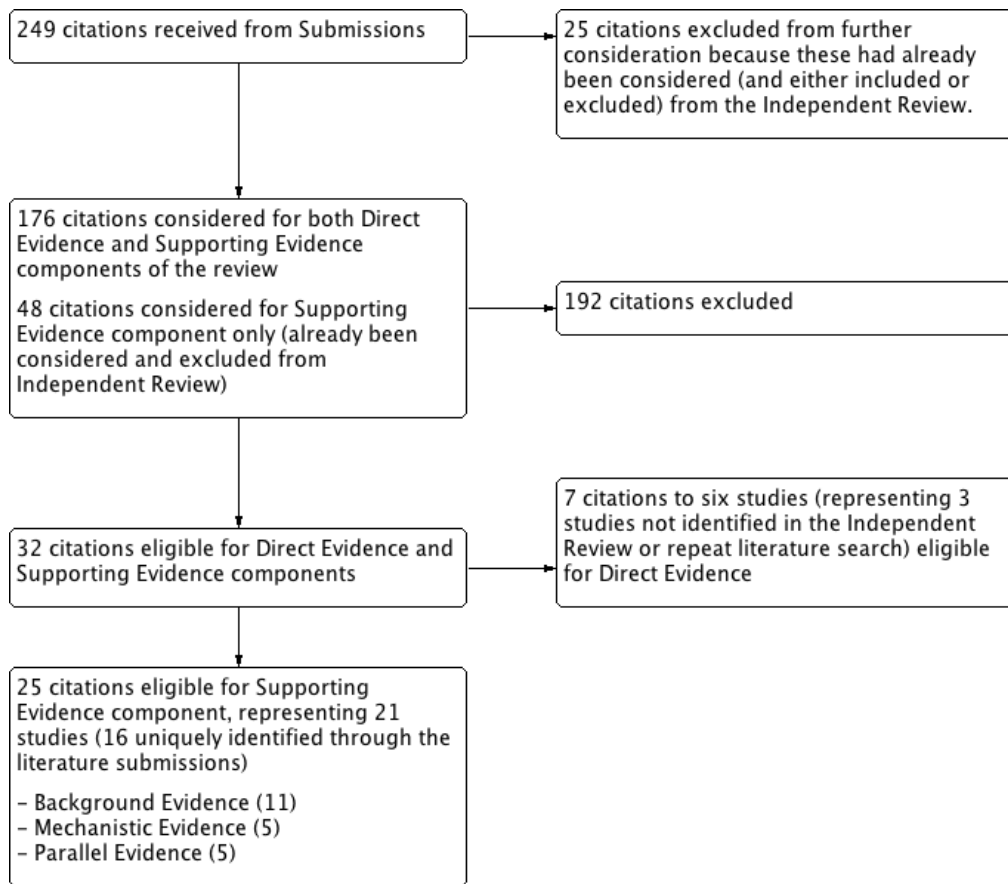 249 citations received from Submissions
25 citations excluded from further
consideration because these had already
been considered (and either included or
excluded) from the Independent Review.
176 citations considered for both Direct
Evidence and Supporting Evidence
components of the review
48 citations considered for Supporting
Evidence component only (already been
considered and excluded from
Independent Review)
192 citations excluded
32 citations eligible for Direct Evidence and
Supporting Evidence components
7 citations to six studies (representing 3
studies not identified in the Independent
Review or repeat literature search) eligible
for Direct Evidence
25 citations eligible for Supporting
Evidence component, representing 21
studies (16 uniquely identified through the
literature submissions)
– Background Evidence (11)
– Mechanistic Evidence (5)
– Parallel Evidence (5)